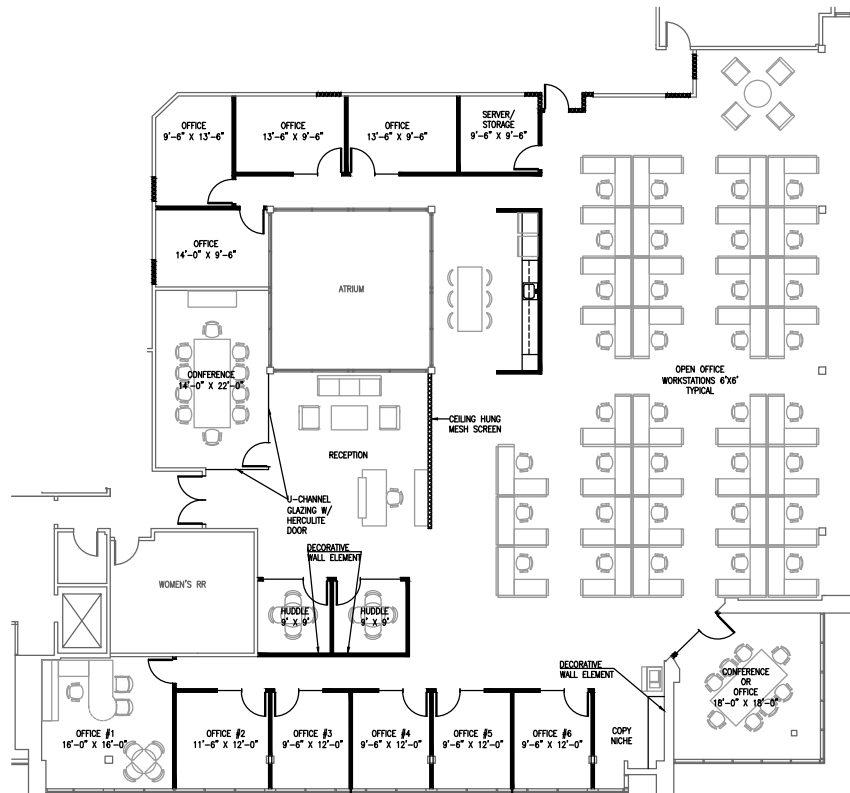 OFFICE
9'-6" X 13'-6"
OFFICE
13'-6" X 9'-6"
OFFICE
13'-6" X 9'-6"
SERVER/
STORAGE
9'-6" X 9'-6"
OFFICE
14'-0" X 9'-6"
ATRIUM
CONFERENCE
14'-0" X 22'-0"
OPEN OFFICE
WORKSTATIONS 6'X6'
TYPICAL
CEILING HUNG
MESH SCREEN
RECEPTION
U-CHANNEL
GLAZING W/
HERCULITE
DOOR
DECORATIVE
WALL ELEMENT
WOMEN'S RR
HUDDLE
9' X 9'
HUDDLE
9' X 9'
DECORATIVE
WALL ELEMENT
CONFERENCE
OR
OFFICE
18'-0" X 18'-0"
OFFICE #1
16'-0" X 16'-0"
OFFICE #2
11'-6" X 12'-0"
OFFICE #3
9'-6" X 12'-0"
OFFICE #4
9'-6" X 12'-0"
OFFICE #5
9'-6" X 12'-0"
OFFICE #6
9'-6" X 12'-0"
COPY
NICHE